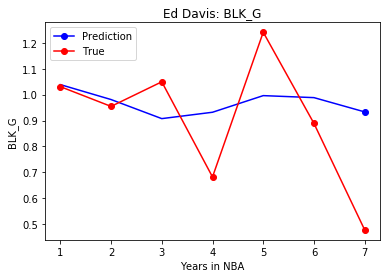 Ed Davis: BLK_G
Prediction
True
1.2
1.1
1.0
0.9
0.8
0.7
0.6
0.5
BLK_G
1 2 3 4 5 6 7
Years in NBA